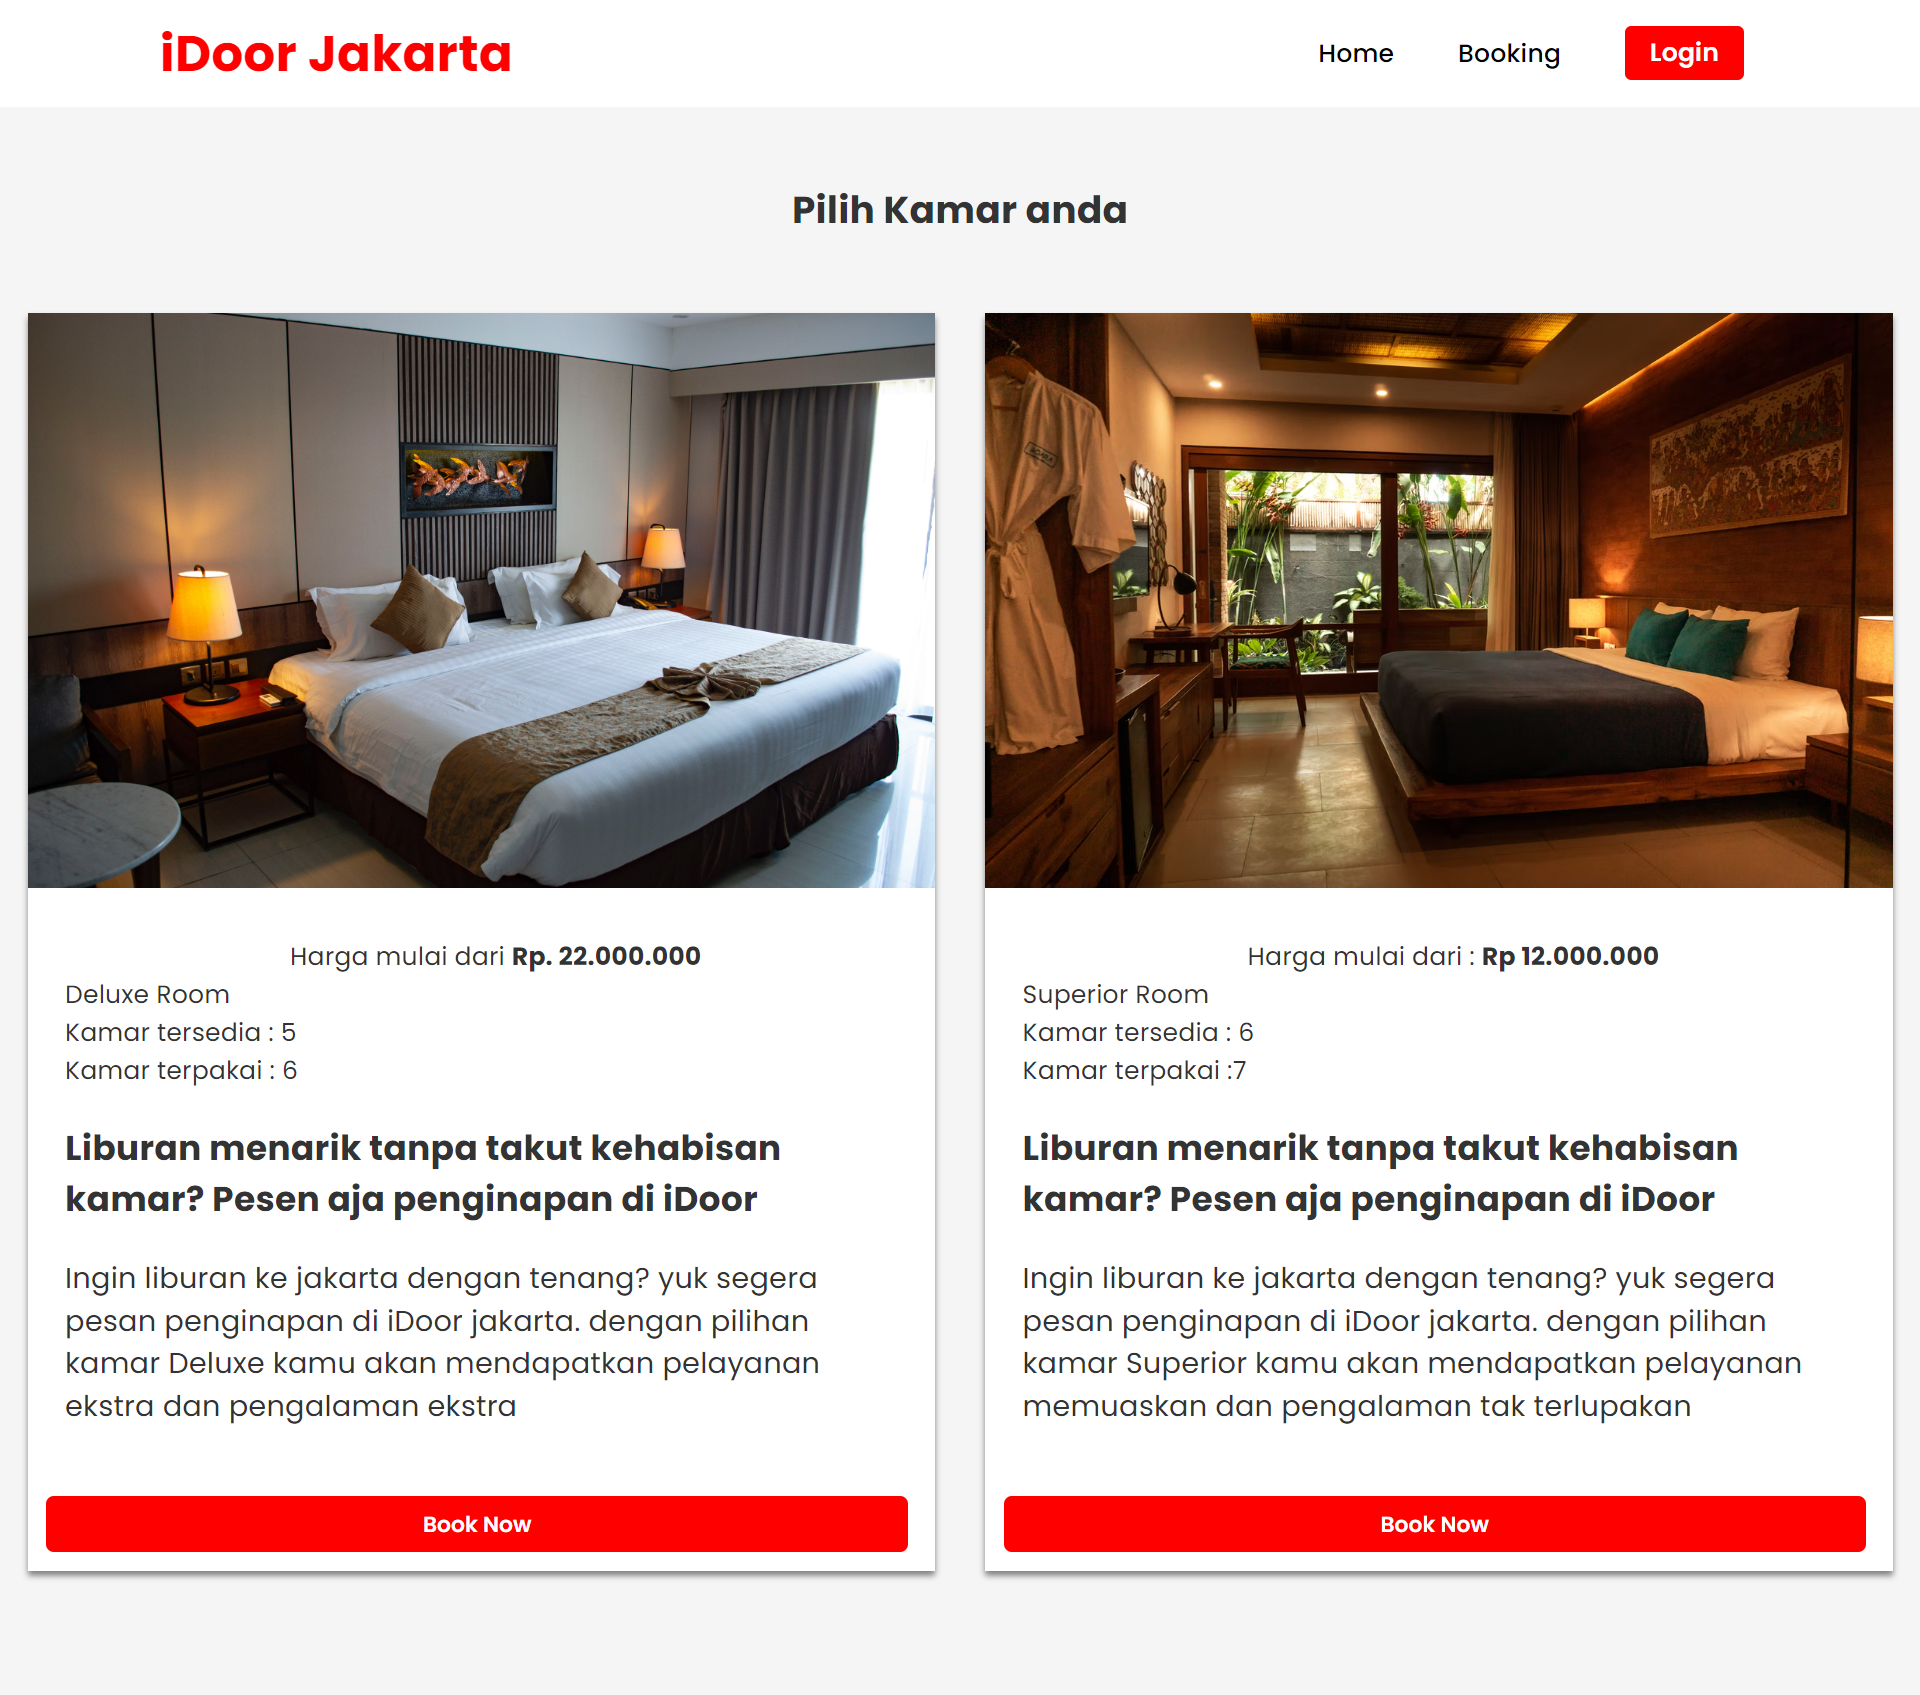 iDoor Jakarta
Home
Booking
Login
Pilih Kamar anda
Harga mulai dari Rp. 22.000.000
Deluxe Room
Kamar tersedia : 5
Kamar terpakai : 6
Liburan menarik tanpa takut kehabisan
kamar? Pesen aja penginapan di iDoor
Ingin liburan ke jakarta dengan tenang? yuk segera
pesan penginapan di iDoor jakarta. dengan pilihan
kamar Deluxe kamu akan mendapatkan pelayanan
ekstra dan pengalaman ekstra
Book Now
Harga mulai dari : Rp 12.000.000
Superior Room
Kamar tersedia : 6
Kamar terpakai :7
Liburan menarik tanpa takut kehabisan
kamar? Pesen aja penginapan di iDoor
Ingin liburan ke jakarta dengan tenang? yuk segera
pesan penginapan di iDoor jakarta. dengan pilihan
kamar Superior kamu akan mendapatkan pelayanan
memuaskan dan pengalaman tak terlupakan
Book Now